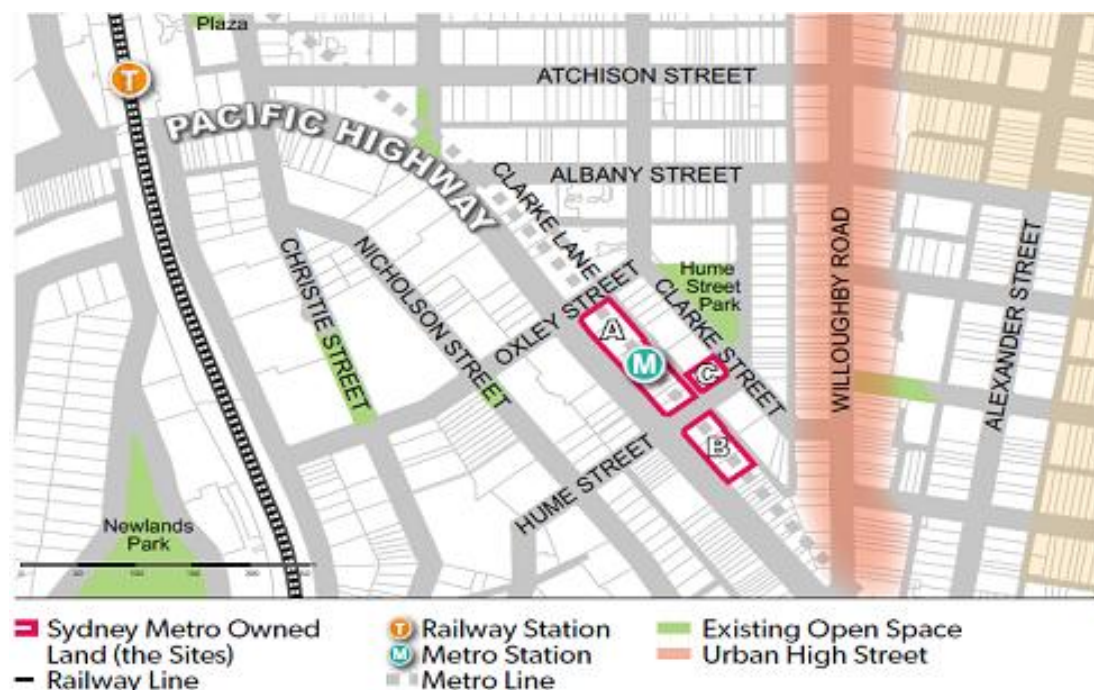 Plaza
T
ATCHISON STREET
PACIFIC HIGHWAY
ALBANY STREET
CLARKE LANE
WILLOUGHBY ROAD
ALEXANDER STREET
CHRISTIE STREET
NICHOLSON STREET
OXLEY STREET
Hume
Street
Park
CLARKE STREET
A
M
C
B
HUME STREET
Newlands
Park
Sydney Metro Owned
Land (the Sites)
Railway Line
T Railway Station
M Metro Station
Metro Line
Existing Open Space
Urban High Street